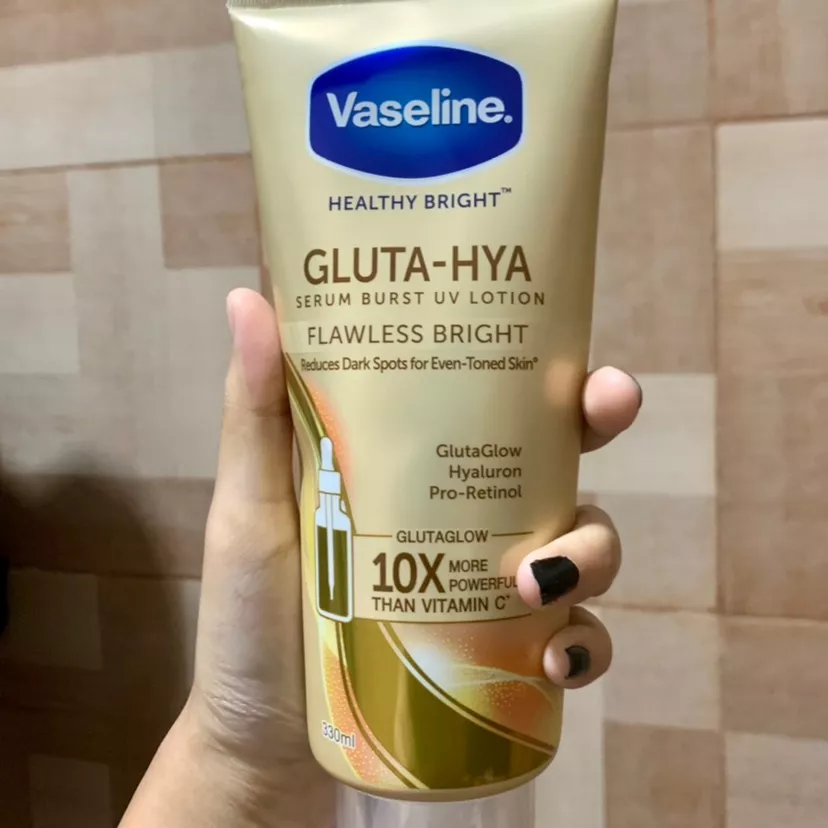 Vaseline.
HEALTHY BRIGHT™
GLUTA-HYA
SERUM BURST UV LOTION
FLAWLESS BRIGHT
Reduces Dark Spots for Even-Toned Skin°
GlutaGlow
Hyaluron
Pro-Retinol
GLUTAGLOW
10X MORE
POWERFUL
THAN VITAMIN C*
330ml